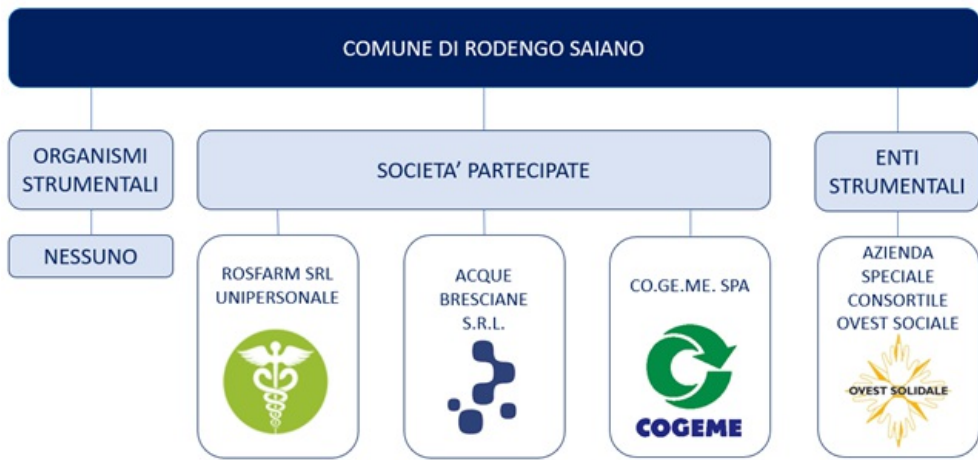 COMUNE DI RODENGO SAIANO
ORGANISMI
STRUMENTALI
NESSUNO
SOCIETA’ PARTECIPATE
ROSFARM SRL
UNIPERSONALE
ACQUE
BRESCIANE
S.R.L.
CO.GE.ME. SPA
COGEME
ENTI
STRUMENTALI
AZIENDA
SPECIALE
CONSORTILE
OVEST SOCIALE
OVEST SOLIDALE